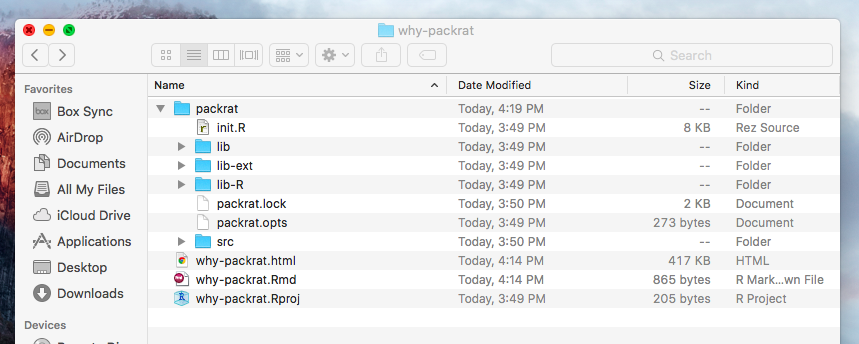 why-packrat
Search
Favorites
Box Sync
AirDrop
Documents
All My Files
iCloud Drive
Applications
Desktop
Downloads
Devices
Name Date Modified Size Kind
packrat Today, 4:19 PM -- Folder
init.R Today, 3:49 PM 8 KB Rez Source
lib Today, 3:49 PM -- Folder
lib-ext Today, 3:49 PM -- Folder
lib-R Today, 3:49 PM -- Folder
packrat.lock Today, 3:50 PM 2 KB Document
packrat.opts Today, 3:49 PM 273 bytes Document
src Today, 3:50 PM -- Folder
why-packrat.html Today, 4:14 PM 417 KB HTML
why-packrat.Rmd Today, 4:14 PM 865 bytes R Mark...wn File
why-packrat.Rproj Today, 3:49 PM 205 bytes R Project